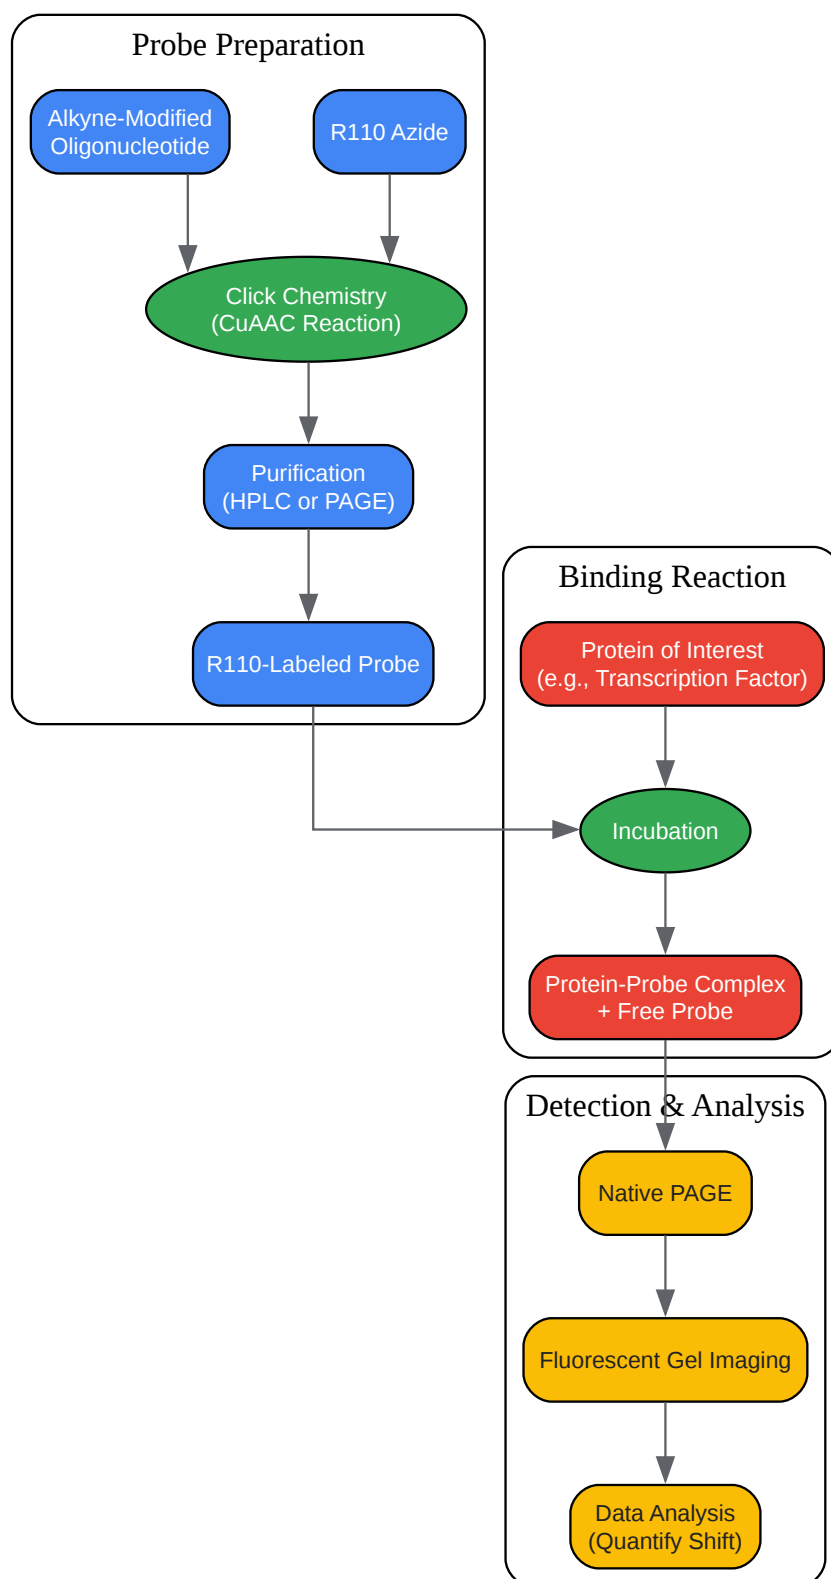 Probe Preparation
Alkyne-Modified
Oligonucleotide
R110 Azide
Click Chemistry
(CuAAC Reaction)
Purification
(HPLC or PAGE)
R110-Labeled Probe
Binding Reaction
Protein of Interest
(e.g., Transcription Factor)
Incubation
Protein-Probe Complex
+ Free Probe
Detection & Analysis
Native PAGE
Fluorescent Gel Imaging
Data Analysis
(Quantify Shift)